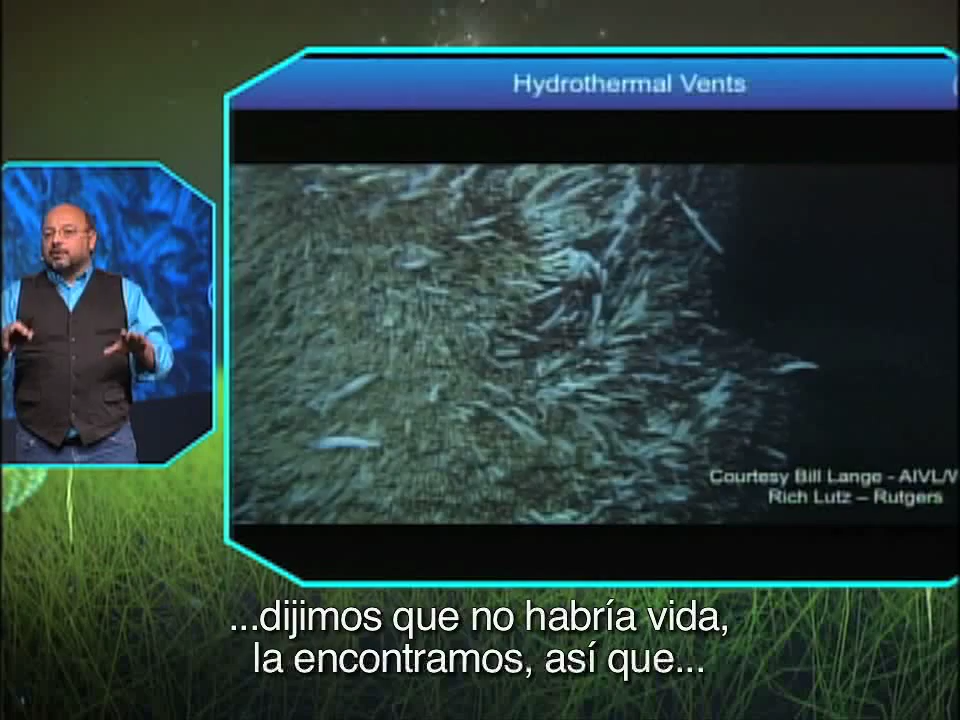 Hydrothermal Vents
Courtesy Bill Lange - AIVL/W
Rich Lutz – Rutgers
...dijimos que no habría vida,
la encontramos, así que...